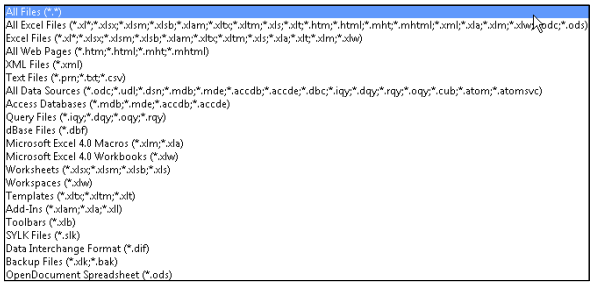 All Files (*.*)
All Excel Files (*.xl*;*.xlsx;*.xlsm;*.xlsb;*.xlam;*.xltx;*.xltm;*.xls;*.xlt;*.htm;*.html;*.mht;*.mhtml;*.xml;*.xla;*.xlm;*.xlw;*.odc;*.ods)
Excel Files (*.xl*;*.xlsx;*.xlsm;*.xlsb;*.xlam;*.xltx;*.xltm;*.xls;*.xla;*.xlt;*.xlm;*.xlw)
All Web Pages (*.htm;*.html;*.mht;*.mhtml)
XML Files (*.xml)
Text Files (*.prn;*.txt;*.csv)
All Data Sources (*.odc;*.udl;*.dsn;*.mdb;*.mde;*.accdb;*.accde;*.dbc;*.iqy;*.dqy;*.rqy;*.oqy;*.cub;*.atom;*.atomsvc)
Access Databases (*.mdb;*.mde;*.accdb;*.accde)
Query Files (*.iqy;*.dqy;*.oqy;*.rqy)
dBase Files (*.dbf)
Microsoft Excel 4.0 Macros (*.xlm;*.xla)
Microsoft Excel 4.0 Workbooks (*.xlw)
Worksheets (*.xlsx;*.xlsm;*.xlsb;*.xls)
Workspaces (*.xlw)
Templates (*.xltx;*.xltm;*.xlt)
Add-Ins (*.xlam;*.xla;*.xll)
Toolbars (*.xlb)
SYLK Files (*.slk)
Data Interchange Format (*.dif)
Backup Files (*.xlk;*.bak)
OpenDocument Spreadsheet (*.ods)